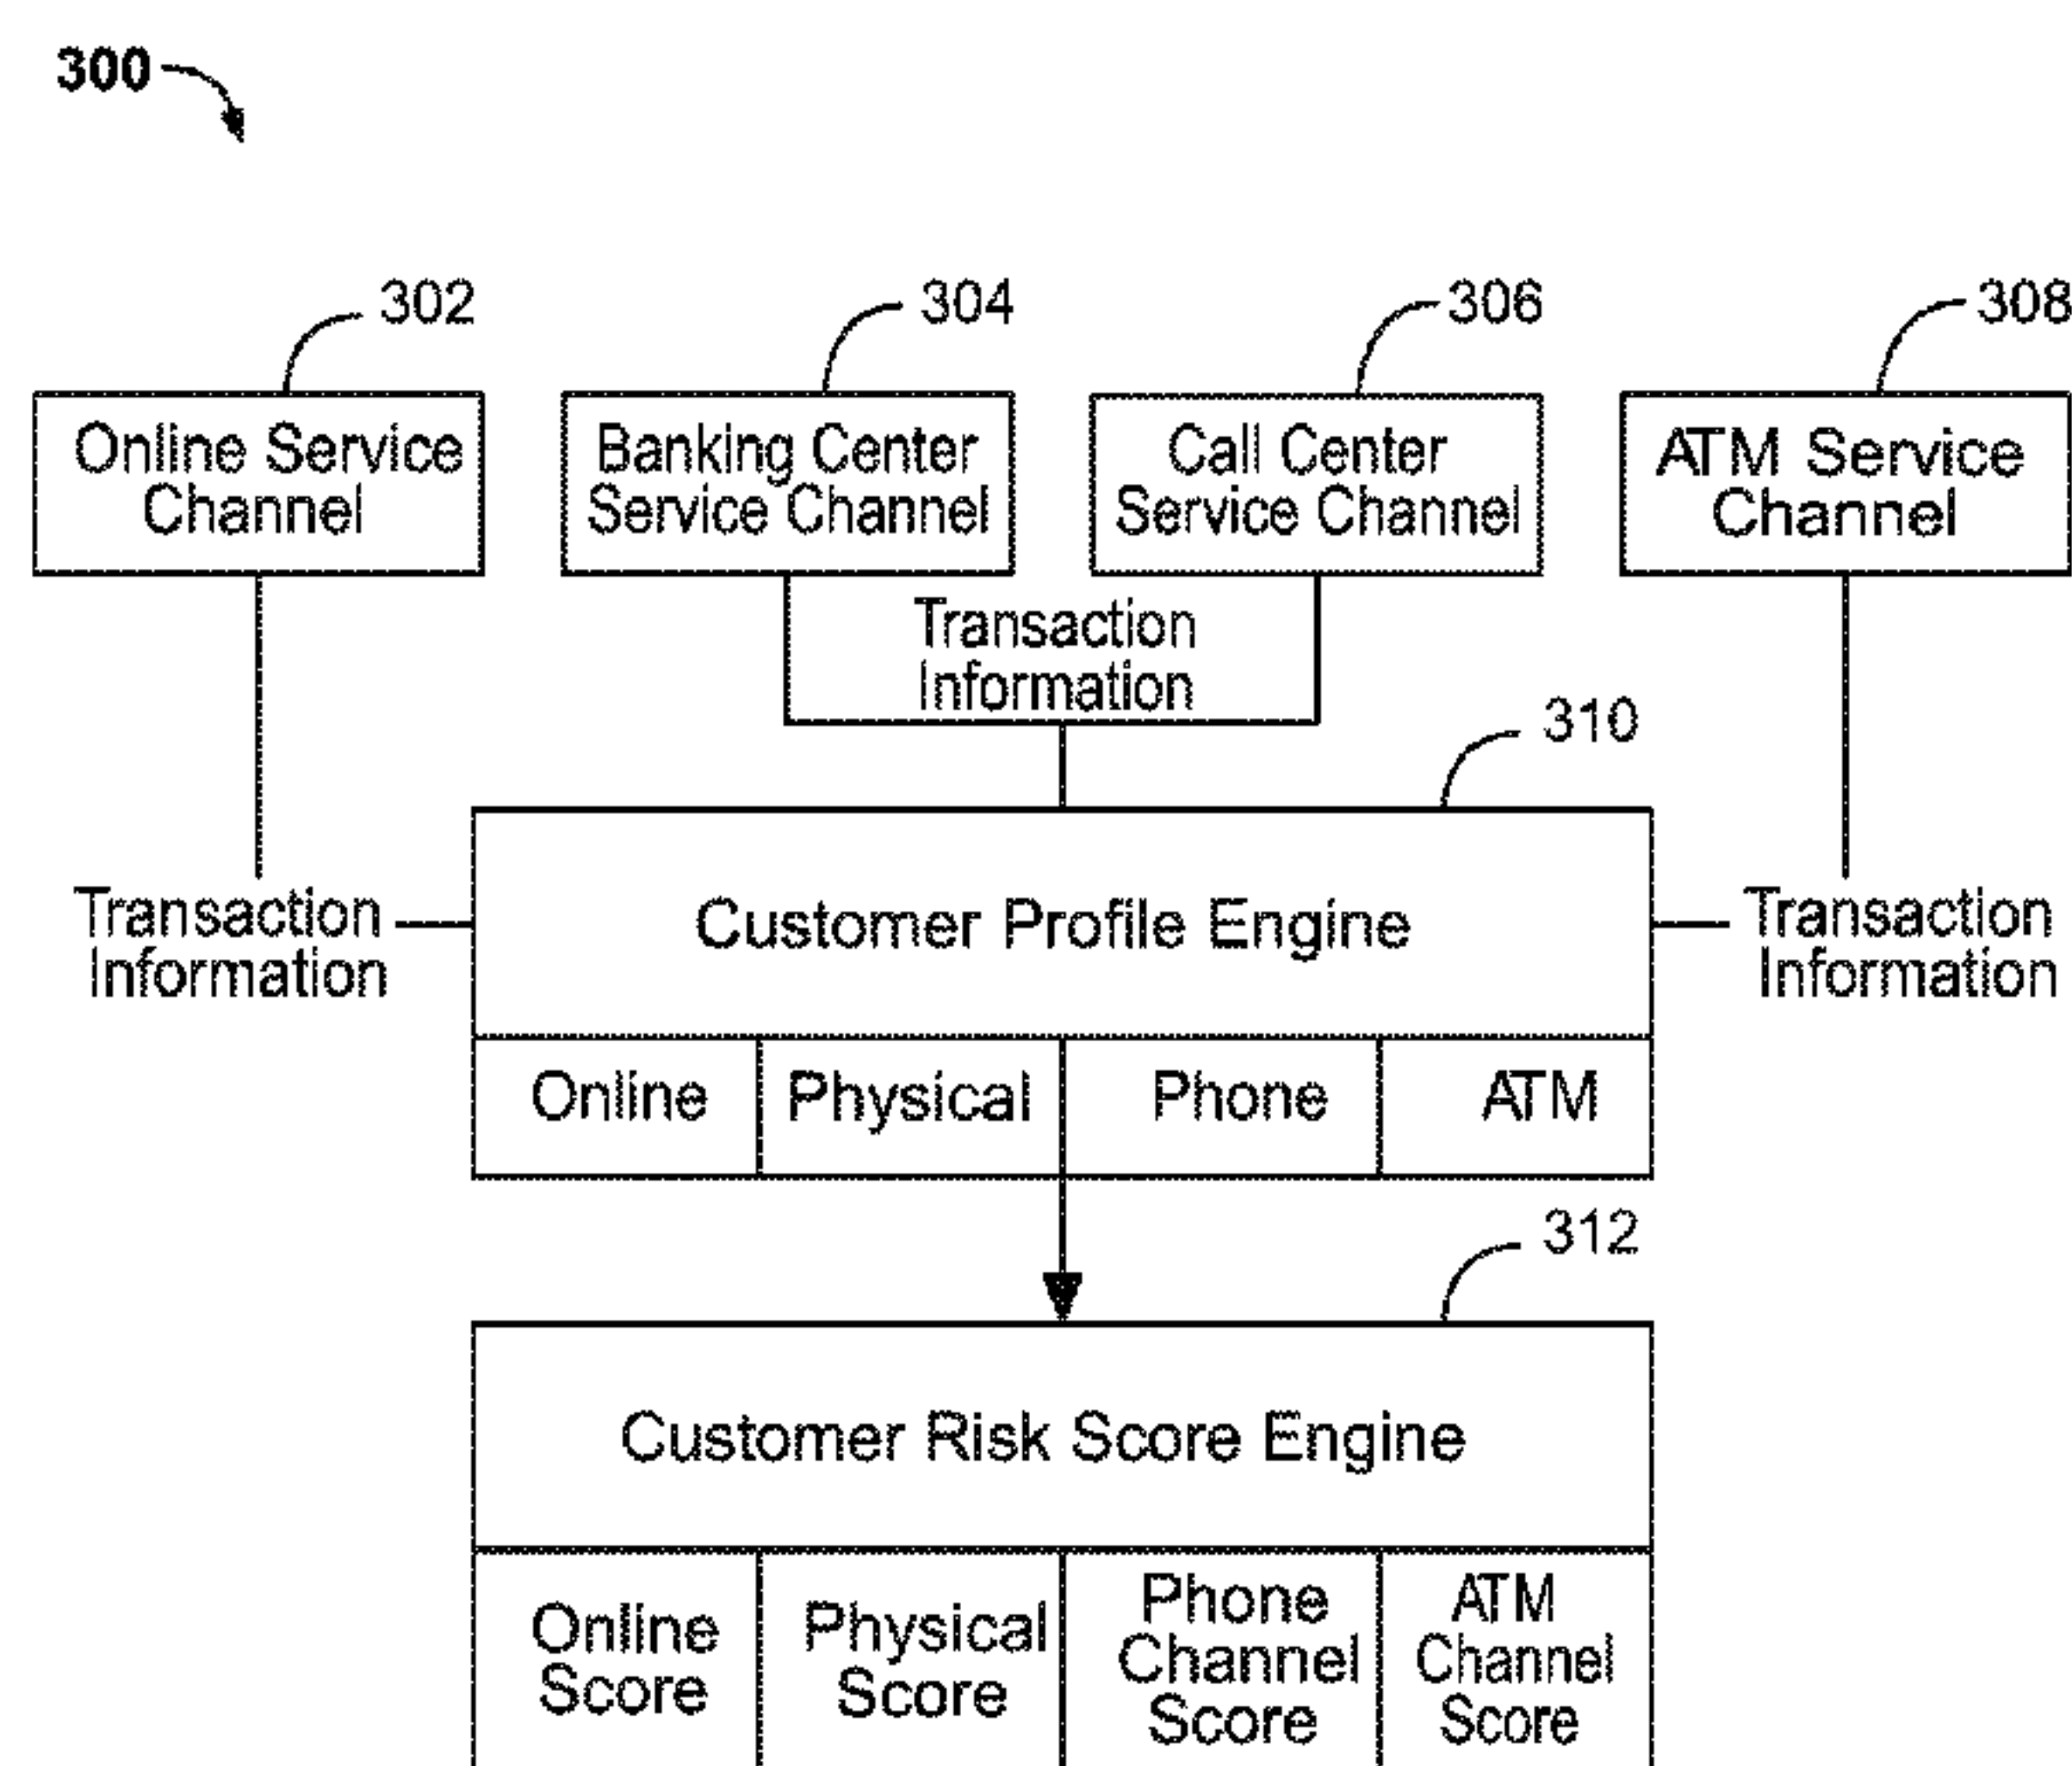 300
302
304
306
308
Online Service
Channel
Banking Center
Service Channel
Call Center
Service Channel
ATM Service
Channel
Transaction
Information
310
Transaction
Information
Customer Profile Engine
Transaction
Information
Online
Physical
Phone
ATM
312
Customer Risk Score Engine
Online
Score
Physical
Score
Phone
Channel
Score
ATM
Channel
Score